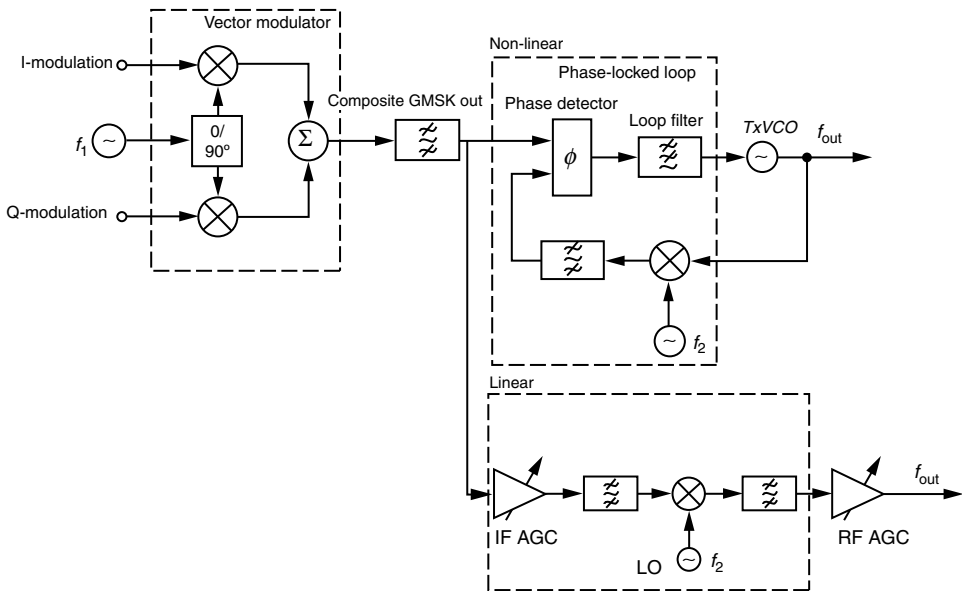 Vector modulator
I-modulation
f1
0/
90º
Σ
Q-modulation
Composite GMSK out
Non-linear
Phase-locked loop
Phase detector
Loop filter
ϕ
TxVCO
~
fout
~
f2
Linear
IF AGC
LO
~
f2
RF AGC
fout